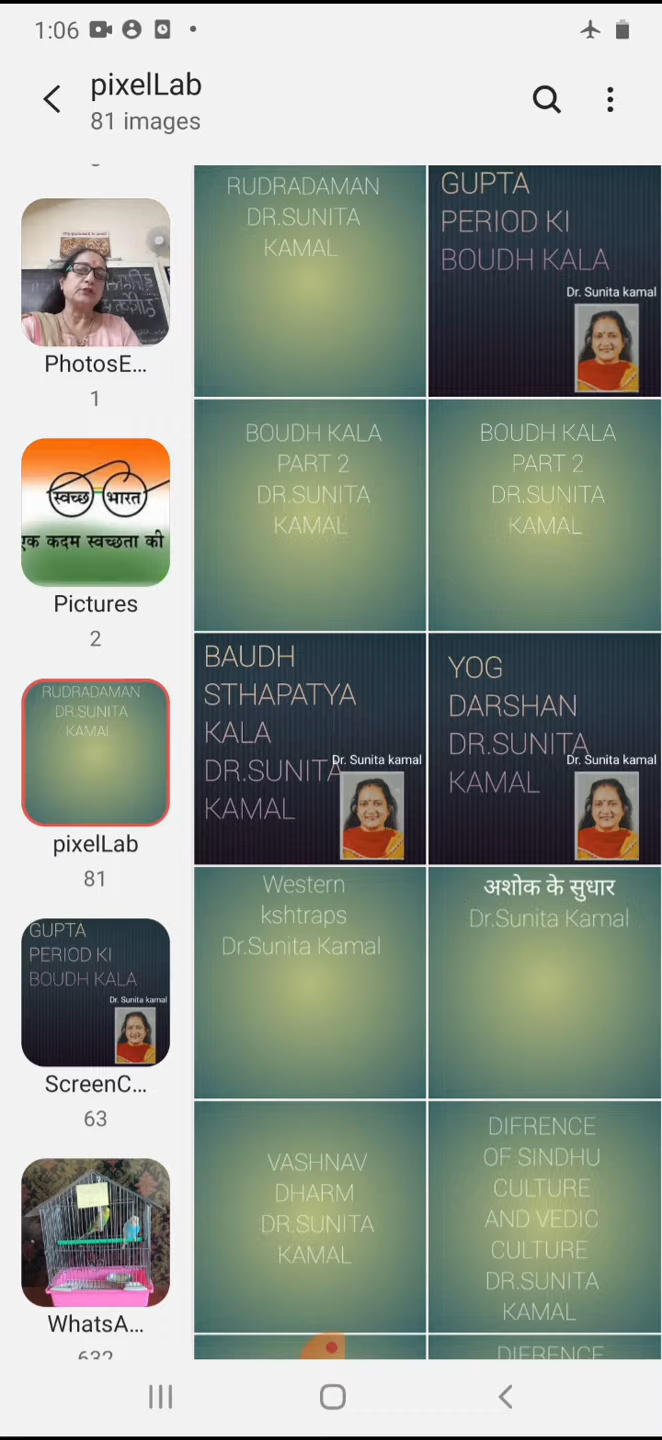 1:06
pixelLab
81 images
PhotosE...
1
स्वच्छ भारत
एक कदम स्वच्छता की
Pictures
2
RUDRADAMAN
DR.SUNITA
KAMAL
pixelLab
81
GUPTA
PERIOD KI
BOUDH KALA
Dr. Sunita kamal
ScreenC...
63
WhatsA...
632
RUDRADAMAN
DR.SUNITA
KAMAL
GUPTA
PERIOD KI
BOUDH KALA
Dr. Sunita kamal
BOUDH KALA
PART 2
DR.SUNITA
KAMAL
BOUDH KALA
PART 2
DR.SUNITA
KAMAL
BAUDH
STHAPATYA
KALA
DR.SUNITA
KAMAL
Dr. Sunita kamal
YOG
DARSHAN
DR.SUNITA
KAMAL
Dr. Sunita kamal
Western
kshtraps
Dr.Sunita Kamal
अशोक के सुधार
Dr.Sunita Kamal
VASHNAV
DHARM
DR.SUNITA
KAMAL
DIFRENCE
OF SINDHU
CULTURE
AND VEDIC
CULTURE
DR.SUNITA
KAMAL
DIFRENCE